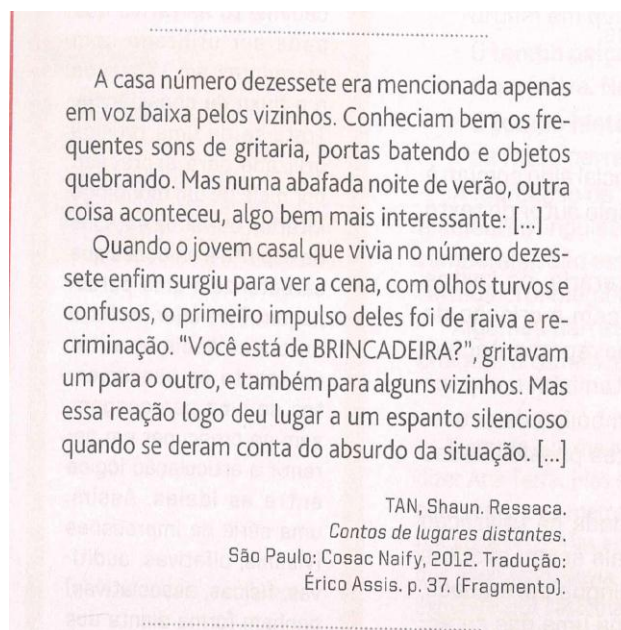 A casa número dezessete era mencionada apenas
em voz baixa pelos vizinhos. Conheciam bem os fre-
quentes sons de gritaria, portas batendo e objetos
quebrando. Mas numa abafada noite de verão, outra
coisa aconteceu, algo bem mais interessante: [...]
Quando o jovem casal que vivia no número dezes-
sete enfim surgiu para ver a cena, com olhos turvos e
confusos, o primeiro impulso deles foi de raiva e re-
criminação. “Você está de BRINCADEIRA?”, gritavam
um para o outro, e também para alguns vizinhos. Mas
essa reação logo deu lugar a um espanto silencioso
quando se deram conta do absurdo da situação. [...]
TAN, Shaun. Ressaca.
Contos de lugares distantes.
São Paulo: Cosac Naify, 2012. Tradução:
Érico Assis. p. 37. (Fragmento).